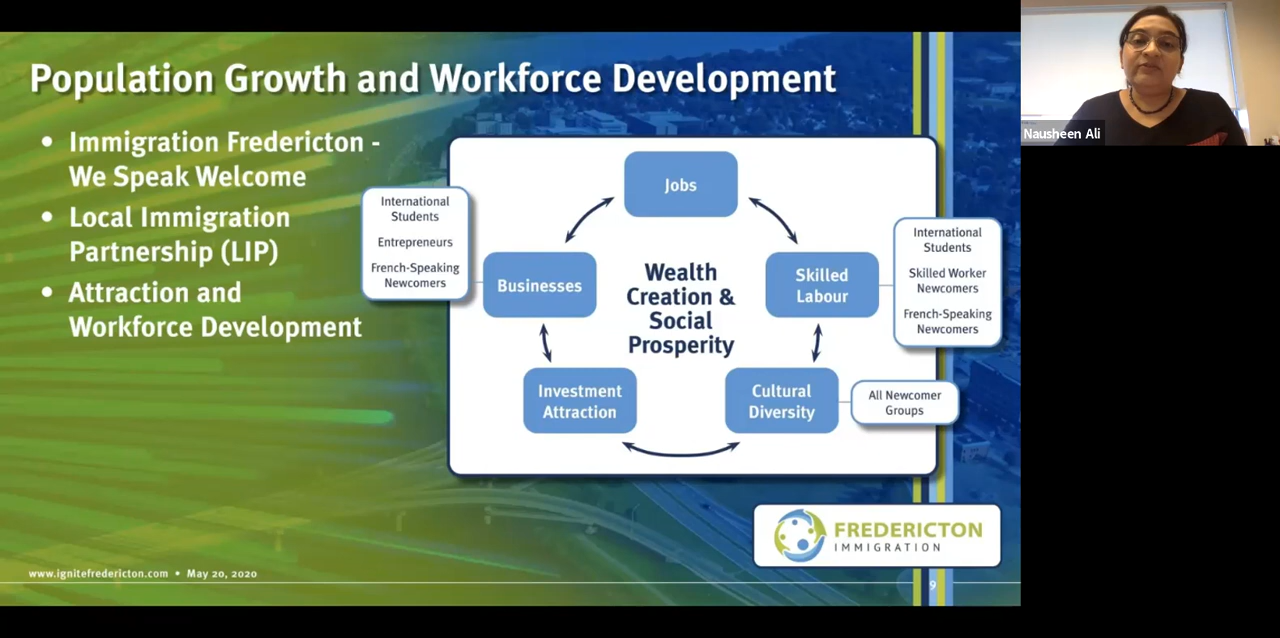 Population Growth and Workforce Development
• Immigration Fredericton -
We Speak Welcome
• Local Immigration
Partnership (LIP)
• Attraction and
Workforce Development
International
Students
Entrepreneurs
French-Speaking
Newcomers
Jobs
Businesses
Skilled
Labour
Wealth
Creation &
Social
Prosperity
Investment
Attraction
Cultural
Diversity
International
Students
Skilled Worker
Newcomers
French-Speaking
Newcomers
All Newcomer
Groups
FREDERICTON
IMMIGRATION
www.ignitefredericton.com • May 20, 2020
9
Nausheen Ali